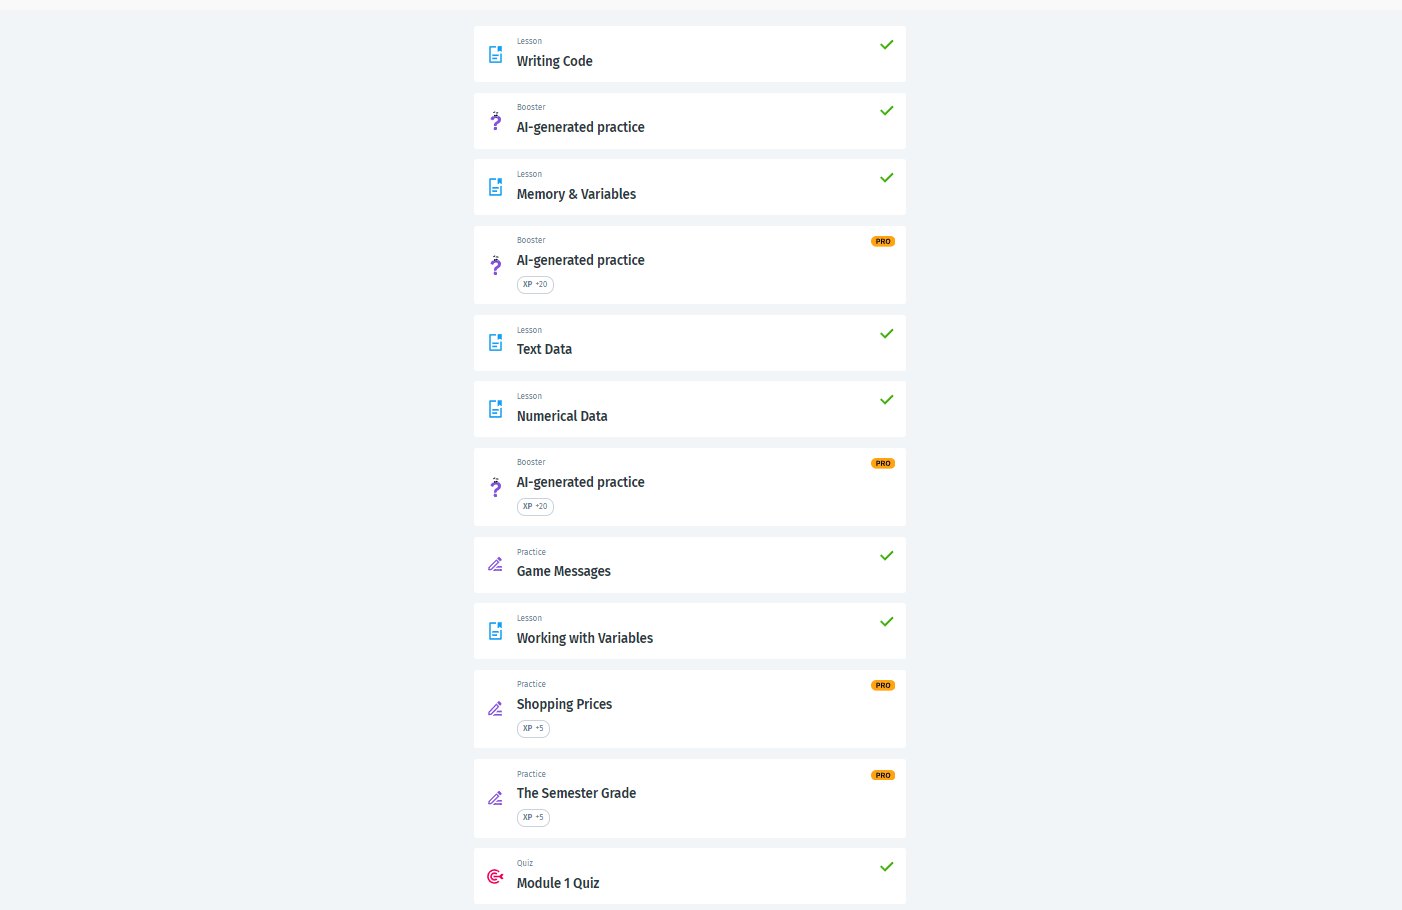 Lesson
Writing Code
Booster
AI-generated practice
Lesson
Memory & Variables
Booster
PRO
AI-generated practice
XP +20
Lesson
Text Data
Lesson
Numerical Data
Booster
PRO
AI-generated practice
XP +20
Practice
Game Messages
Lesson
Working with Variables
Practice
PRO
Shopping Prices
XP +5
Practice
PRO
The Semester Grade
XP +5
Quiz
Module 1 Quiz